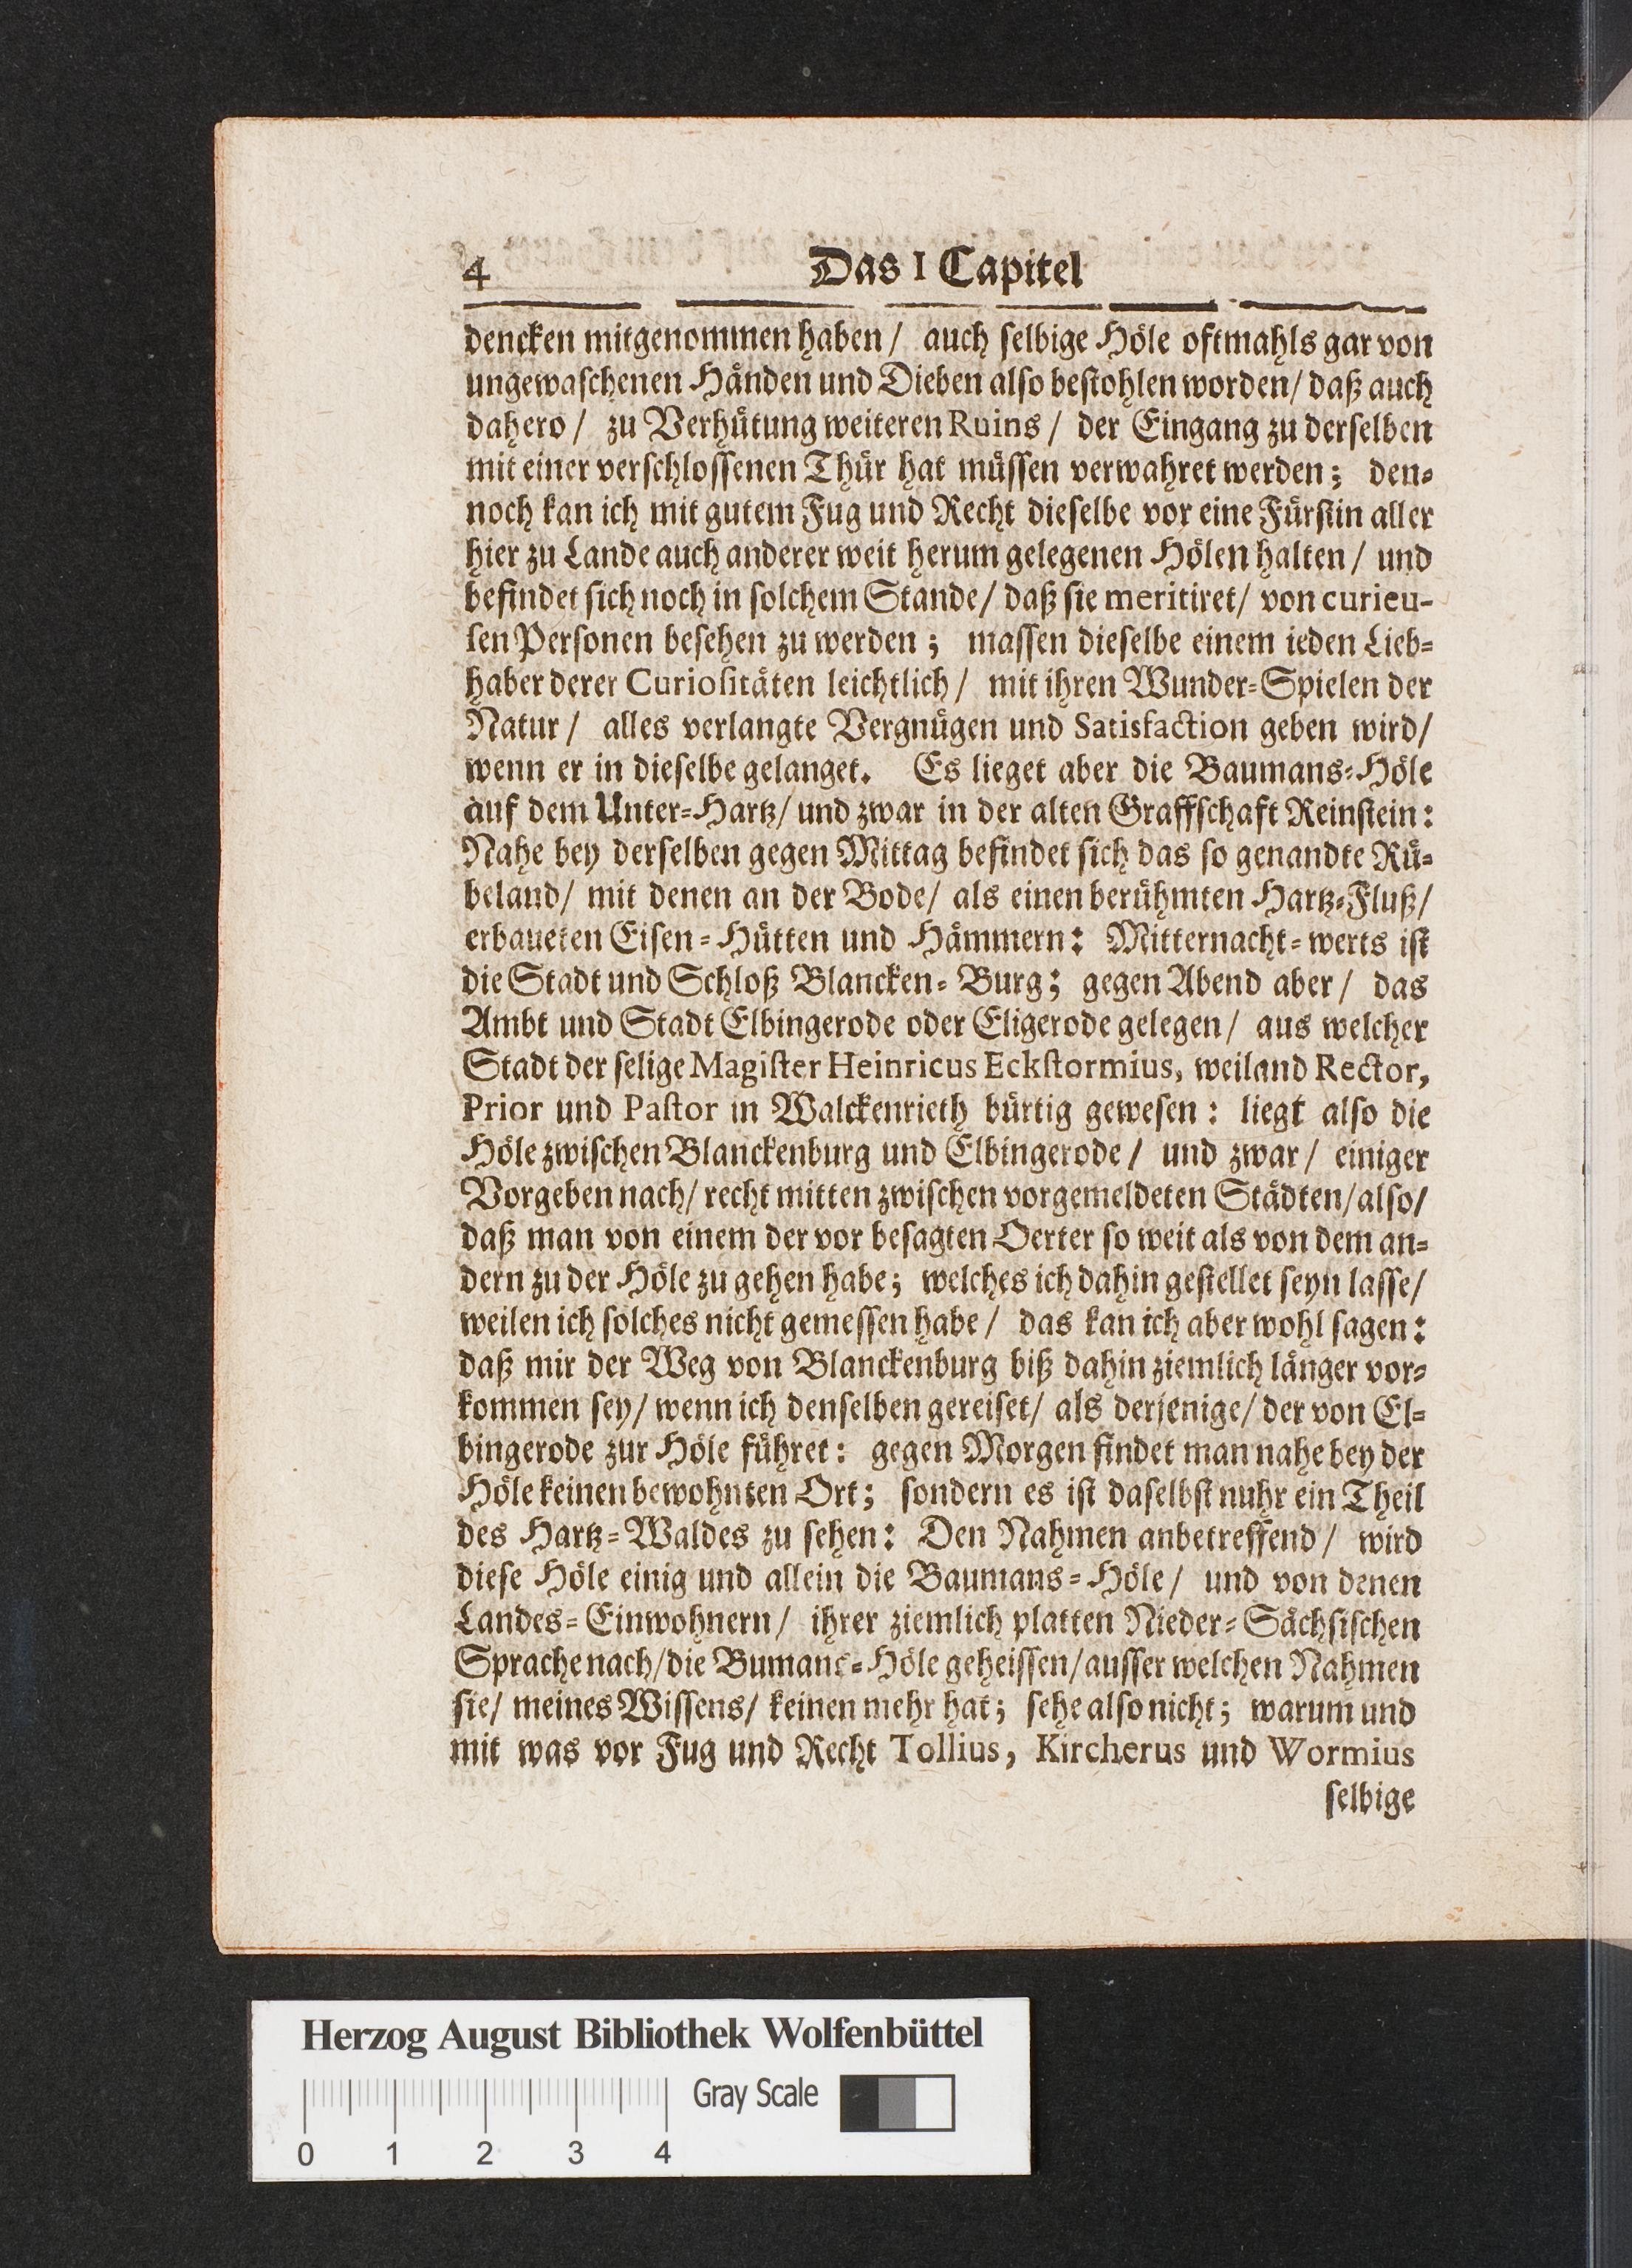 4 Das I Capitel
dencken mitgenommen haben/ auch selbige Höle oftmahls gar von
ungewaschenen Händen und Dieben also bestohlen worden/ daß auch
dahero/ zu Verhütung weiteren Ruins/ der Eingang zu derselben
mit einer verschlossenen Thür hat müssen verwahret werden; den-
noch kan ich mit gutem Fug und Recht dieselbe vor eine Fürstin aller
hier zu Lande auch anderer weit herum gelegenen Hölen halten/ und
befindet sich noch in solchem Stande/ daß sie meritiret/ von curieu-
sen Personen besehen zu werden; massen dieselbe einem ieden Lieb-
haber derer Curiositäten leichtlich/ mit ihren Wunder-Spielen der
Natur/ alles verlangte Vergnügen und Satisfaction geben wird/
wenn er in dieselbe gelanget. Es lieget aber die Baumans-Höle
auf dem Unter-Hartz/ und zwar in der alten Graffschaft Reinstein:
Nahe bey derselben gegen Mittag befindet sich das so genandte Rü-
beland/ mit denen an der Bode/ als einen berühmten Hartz-Fluß/
erbaueten Eisen-Hütten und Hämmern: Mitternacht-werts ist
die Stadt und Schloß Blancken-Burg; gegen Abend aber/ das
Ambt und Stadt Elbingerode oder Eligerode gelegen/ aus welcher
Stadt der selige Magister Heinricus Eckstormius, weiland Rector,
Prior und Pastor in Walckenrieth bürtig gewesen: liegt also die
Höle zwischen Blanckenburg und Elbingerode/ und zwar/ einiger
Vorgeben nach/ recht mitten zwischen vorgemeldeten Städten/ also/
daß man von einem der vor besagten Oerter so weit als von dem an-
dern zu der Höle zu gehen habe; welches ich dahin gestellet seyn lasse/
weilen ich solches nicht gemessen habe/ das kan ich aber wohl sagen:
daß mir der Weg von Blanckenburg biß dahin ziemlich länger vor-
kommen sey/ wenn ich denselben gereiset/ als derjenige/ der von El-
bingerode zur Höle führet: gegen Morgen findet man nahe bey der
Höle keinen bewohnten Ort; sondern es ist daselbst nuhr ein Theil
des Hartz-Waldes zu sehen: Den Nahmen anbetreffend/ wird
diese Höle einig und allein die Baumans-Höle/ und von denen
Landes-Einwohnern/ ihrer ziemlich platten Nieder-Sächsischen
Sprache nach/ die Bumans-Höle geheissen/ ausser welchen Nahmen
sie/ meines Wissens/ keinen mehr hat; sehe also nicht; warum und
mit was vor Fug und Recht Tollius, Kircherus und Wormius
selbige
Herzog August Bibliothek Wolfenbüttel
Gray Scale
0 1 2 3 4